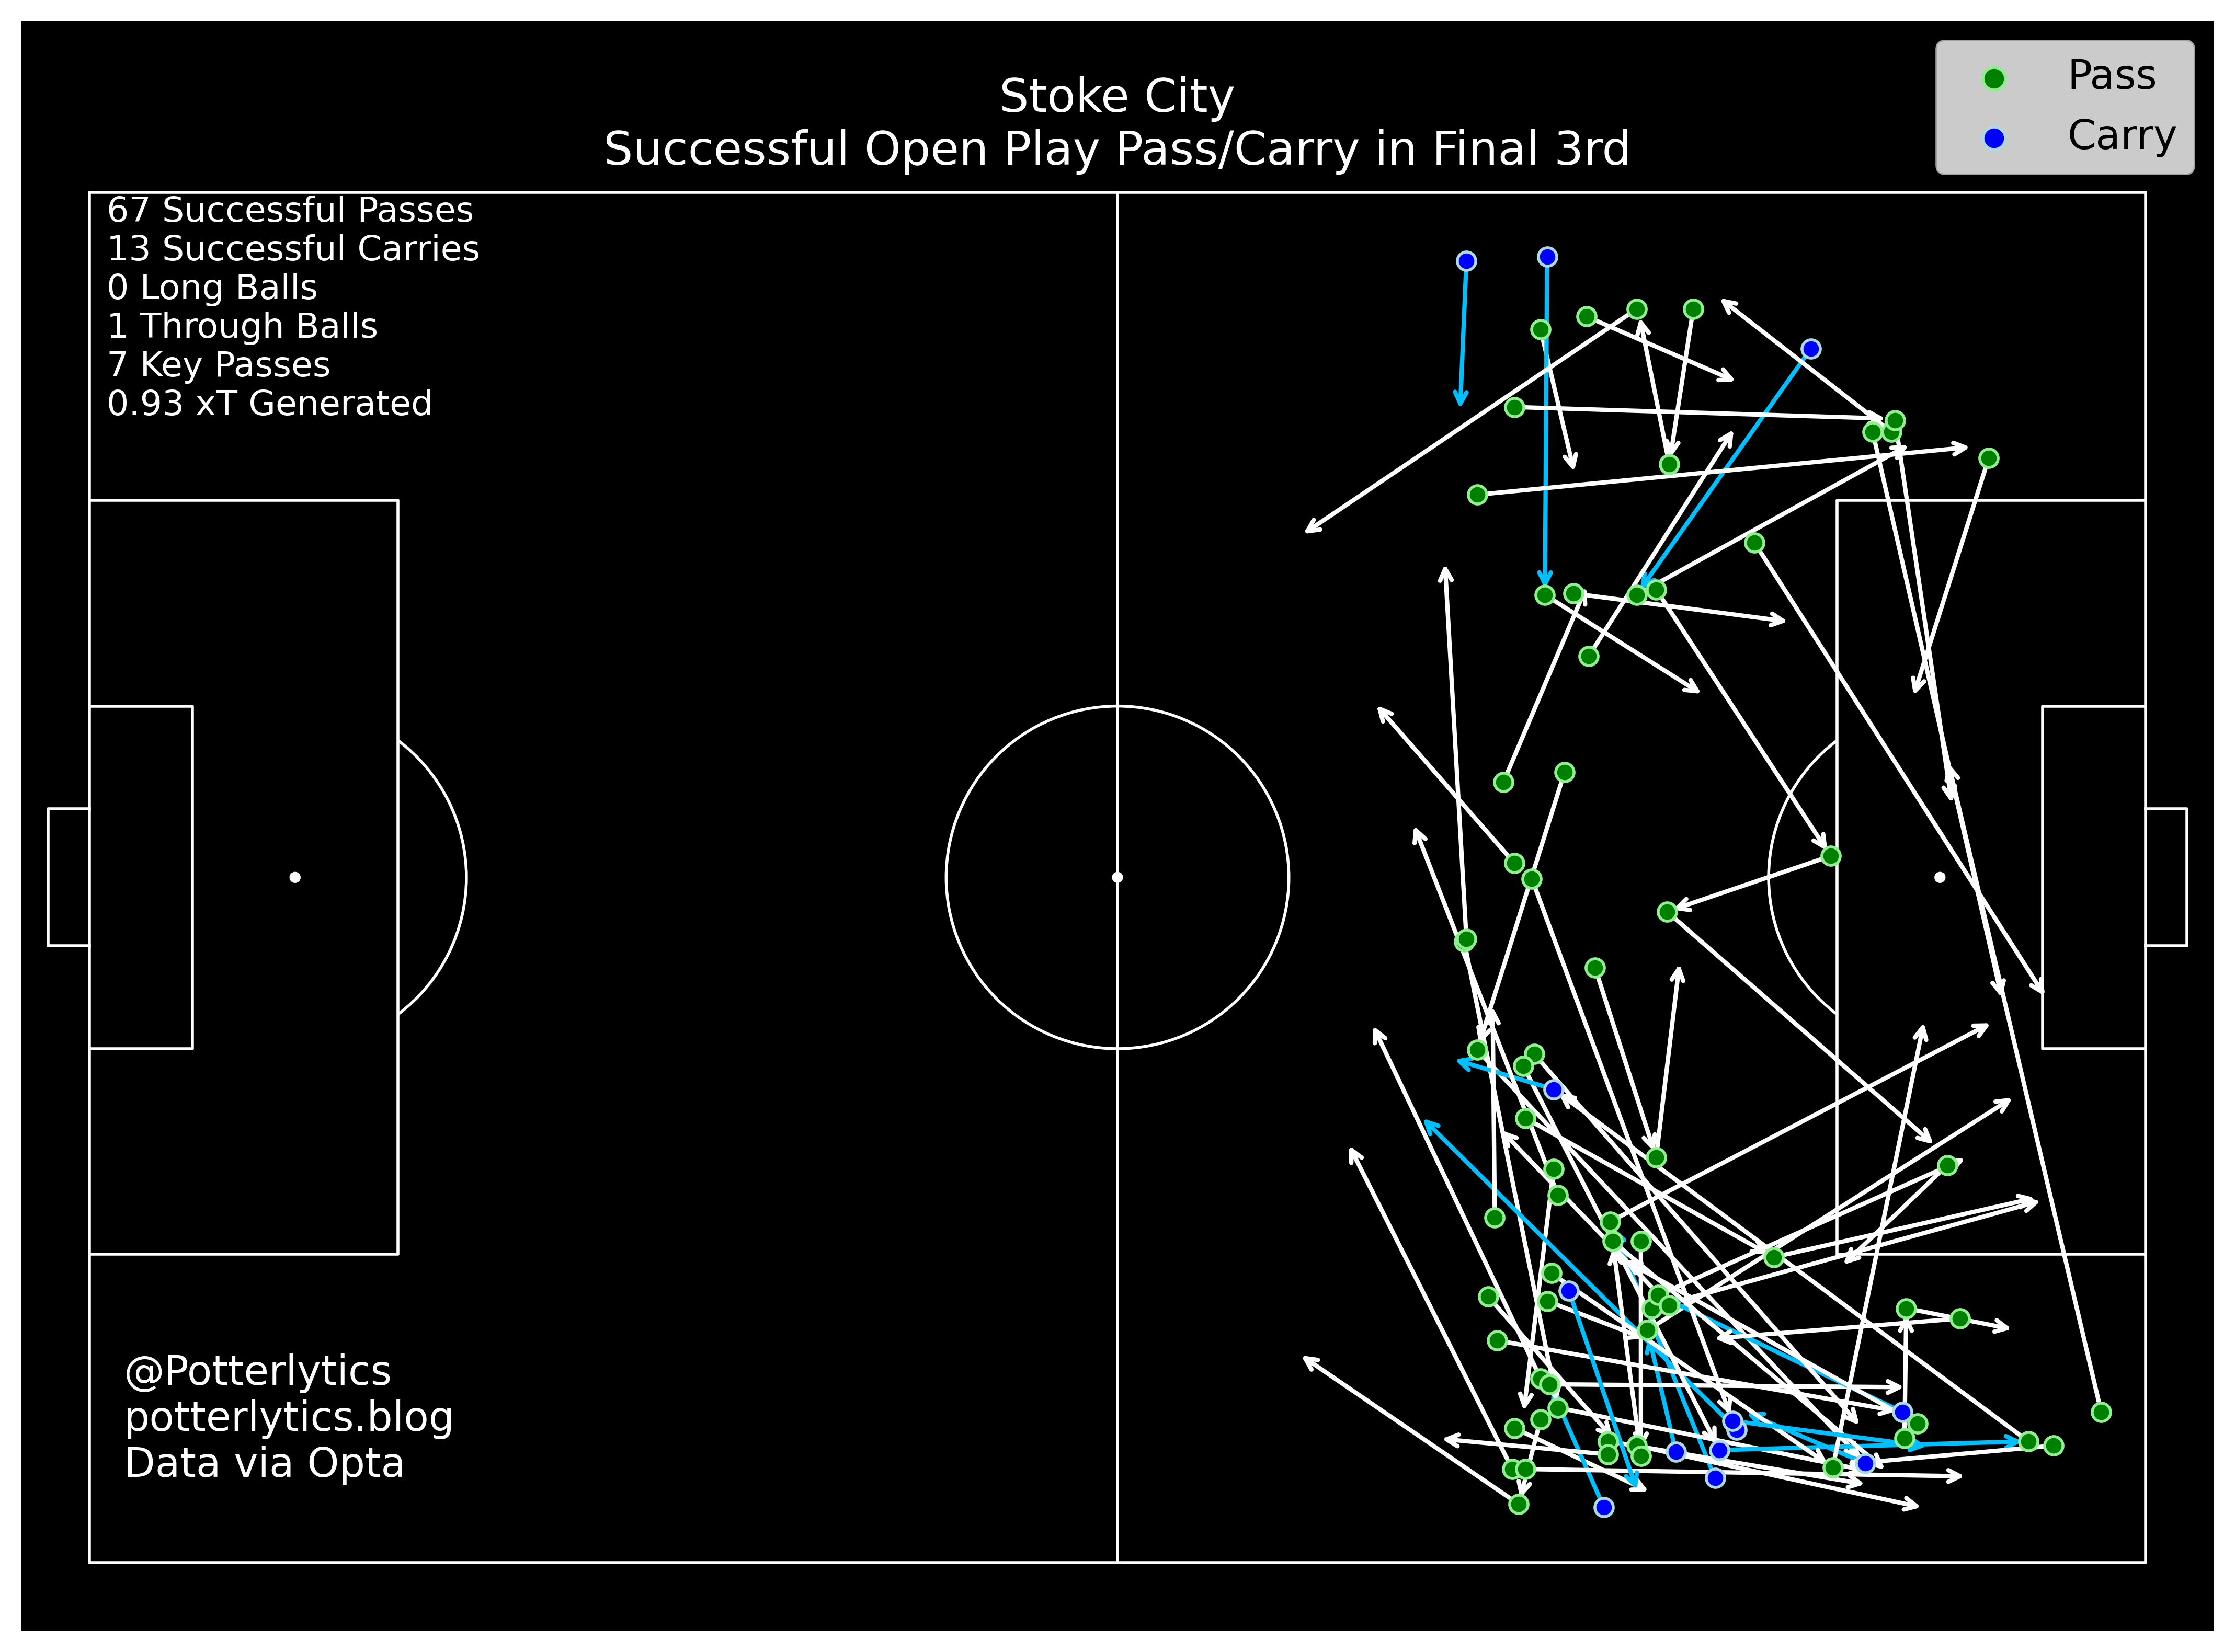 Stoke City
Successful Open Play Pass/Carry in Final 3rd
Pass
Carry
67 Successful Passes
13 Successful Carries
0 Long Balls
1 Through Balls
7 Key Passes
0.93 xT Generated
@Potterlytics
potterlytics.blog
Data via Opta